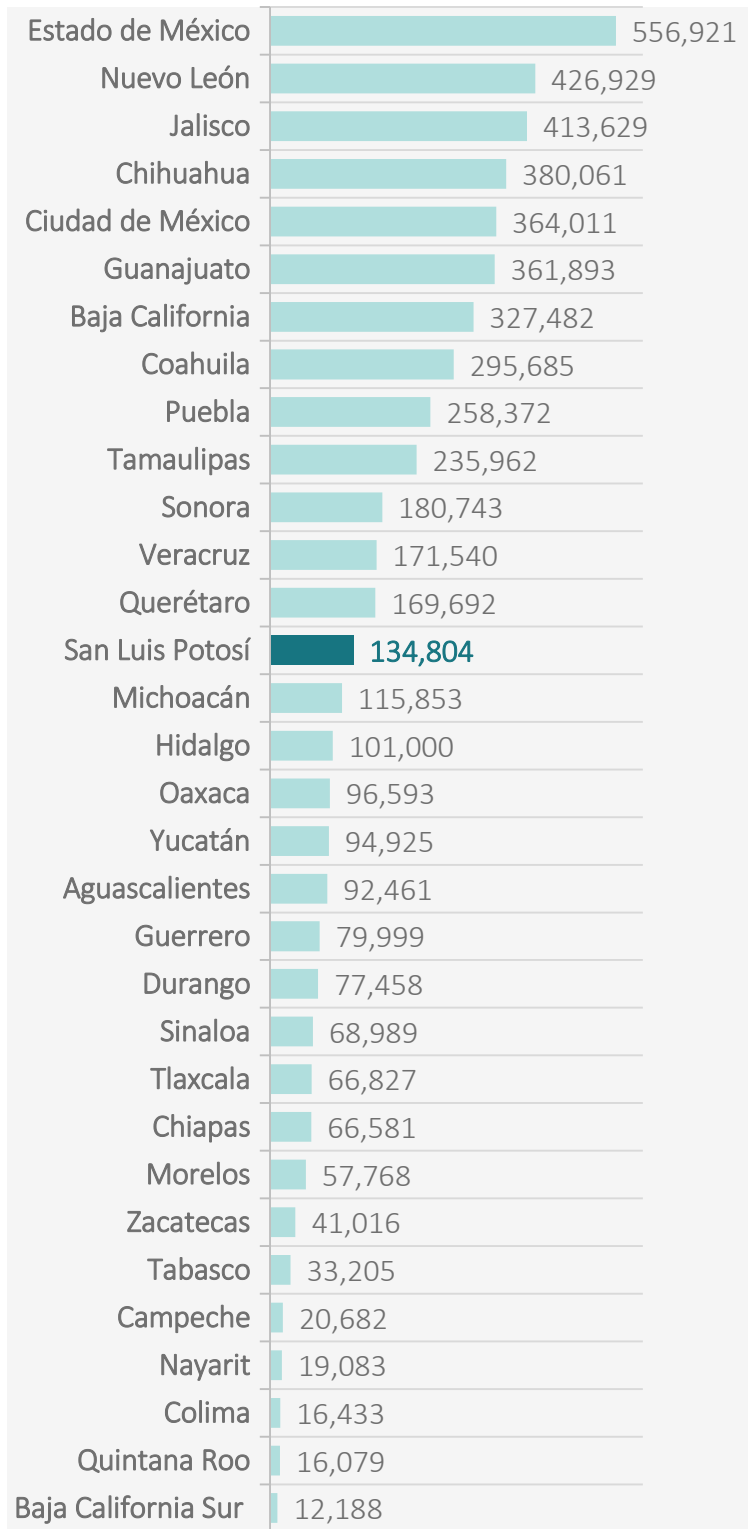 Estado de México 556,921
Nuevo León 426,929
Jalisco 413,629
Chihuahua 380,061
Ciudad de México 364,011
Guanajuato 361,893
Baja California 327,482
Coahuila 295,685
Puebla 258,372
Tamaulipas 235,962
Sonora 180,743
Veracruz 171,540
Querétaro 169,692
San Luis Potosí 134,804
Michoacán 115,853
Hidalgo 101,000
Oaxaca 96,593
Yucatán 94,925
Aguascalientes 92,461
Guerrero 79,999
Durango 77,458
Sinaloa 68,989
Tlaxcala 66,827
Chiapas 66,581
Morelos 57,768
Zacatecas 41,016
Tabasco 33,205
Campeche 20,682
Nayarit 19,083
Colima 16,433
Quintana Roo 16,079
Baja California Sur 12,188